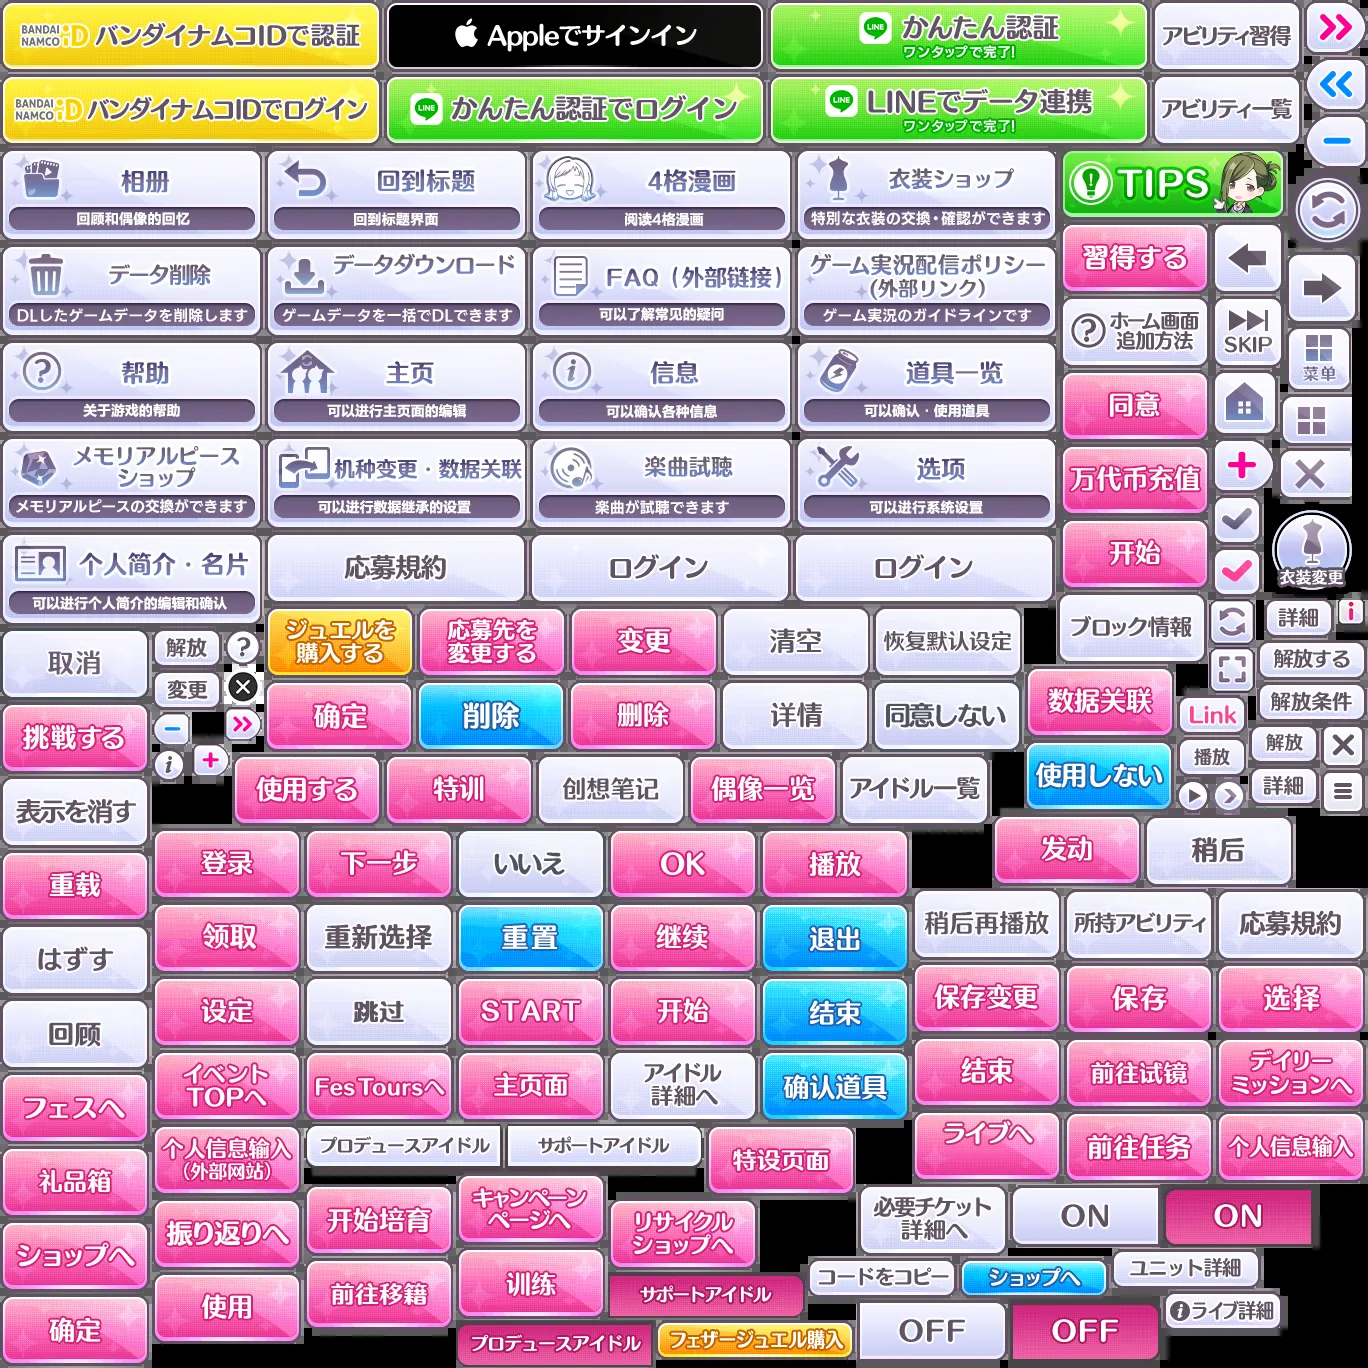 BANDAI NAMCO iD バンダイナムコIDで認証
Appleでサインイン
LINE かんたん認証
ワンタップで完了!
アビリティ習得
BANDAI NAMCO iD バンダイナムコIDでログイン
LINE かんたん認証でログイン
LINE LINEでデータ連携
ワンタップで完了!
アビリティ一覧
相册
回顾和偶像的回忆
回到标题
回到标题界面
4格漫画
阅读4格漫画
衣装ショップ
特別な衣装の交換・確認ができます
TIPS
データ削除
DLしたゲームデータを削除します
データダウンロード
ゲームデータを一括でDLできます
FAQ（外部链接）
可以了解常见的疑问
ゲーム実況配信ポリシー
(外部リンク)
ゲーム実況のガイドラインです
習得する
ホーム画面
追加方法
SKIP
菜单
帮助
关于游戏的帮助
主页
可以进行主页面的编辑
信息
可以确认各种信息
道具一览
可以确认・使用道具
同意
メモリアルピース
ショップ
メモリアルピースの交換ができます
机种变更・数据关联
可以进行数据继承的设置
楽曲試聴
楽曲が試聴できます
选项
可以进行系统设置
万代币充值
开始
衣装変更
个人简介・名片
可以进行个人简介的编辑和确认
応募規約
ログイン
ログイン
ブロック情報
詳細
取消
解放
変更
ジュエルを
購入する
応募先を
変更する
变更
清空
恢复默认设定
解放する
解放条件
挑戦する
确定
削除
删除
详情
同意しない
数据关联
Link
解放
播放
詳細
使用する
特训
创想笔记
偶像一览
アイドル一覧
使用しない
表示を消す
登录
下一步
いいえ
OK
播放
发动
稍后
重载
领取
重新选择
重置
继续
退出
稍后再播放
所持アビリティ
応募規約
はずす
设定
跳过
START
开始
结束
保存变更
保存
选择
回顾
イベント
TOPへ
Fes Toursへ
主页面
アイドル
詳細へ
确认道具
结束
前往试镜
デイリー
ミッションへ
フェスへ
个人信息输入
（外部网站）
プロデュースアイドル
サポートアイドル
特设页面
ライブへ
前往任务
个人信息输入
礼品箱
振り返りへ
开始培育
キャンペーン
ページへ
リサイクル
ショップへ
必要チケット
詳細へ
ON
ON
ショップへ
使用
前往移籍
训练
サポートアイドル
コードをコピー
ショップへ
ユニット詳細
确定
プロデュースアイドル
フェザージュエル購入
OFF
OFF
ライブ詳細